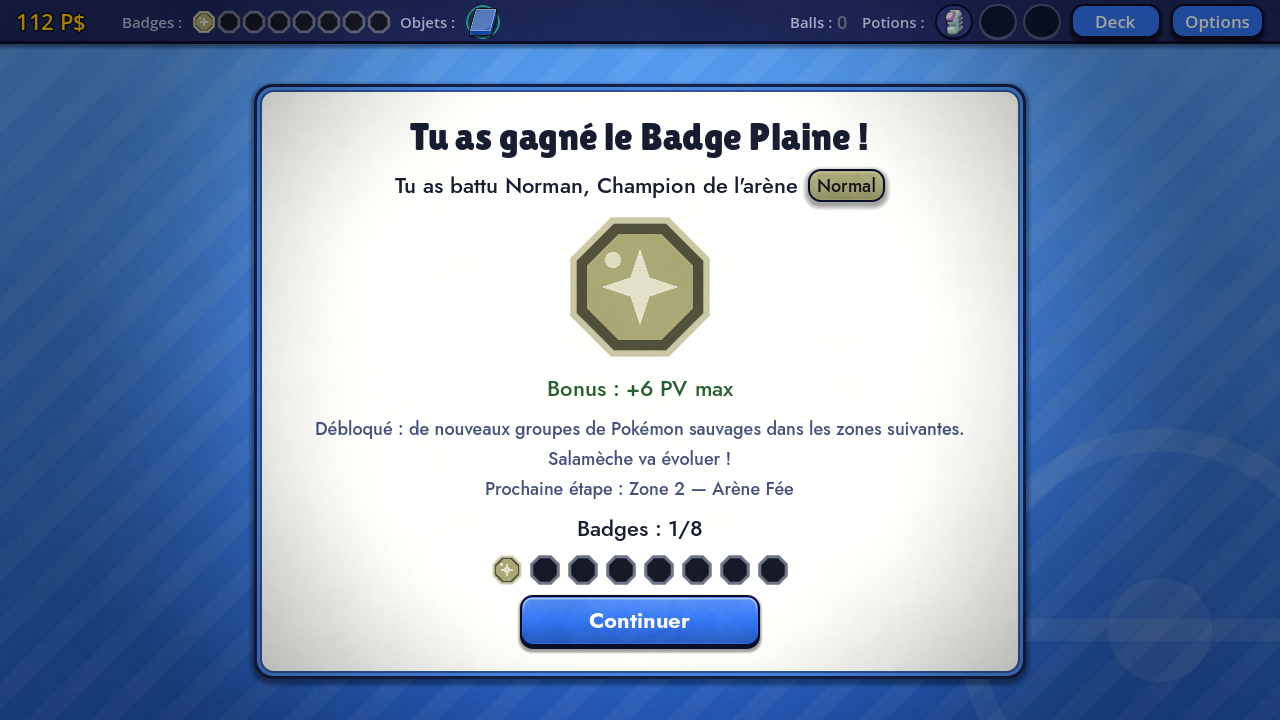 112 P$ Badges : Objets : Balls : 0 Potions : Deck Options
Tu as gagné le Badge Plaine !
Tu as battu Norman, Champion de l'arène Normal
Bonus : +6 PV max
Débloqué : de nouveaux groupes de Pokémon sauvages dans les zones suivantes.
Salamèche va évoluer !
Prochaine étape : Zone 2 — Arène Fée
Badges : 1/8
Continuer